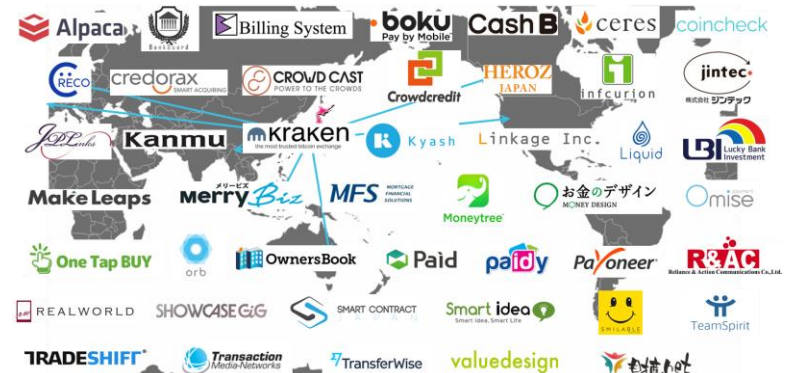 Alpaca
BankGuard
Billing System
boku
Pay by Mobile
Cash B
ceres
coincheck
CRECO
credorax
SMART ACQUIRING
CROWD CAST
POWER TO THE CROWDS
Crowdcredit
HEROZ
JAPAN
infcurion
jintec
株式会社 ジンテック
JPLinks
Kanmu
kraken
the most trusted bitcoin exchange
Kyash
Linkage Inc.
Liquid
LBI Lucky Bank
Investment
MakeLeaps
メリービズ
MerryBiz
MFS MORTGAGE
FINANCIAL
SOLUTIONS
Moneytree
お金のデザイン
MONEY DESIGN
Omise
One Tap BUY
orb
OwnersBook
Paid
paidy
Payoneer
R&AC
Reliance & Action Communications Co.,Ltd.
REALWORLD
SHOWCASE GIG
SMART CONTRACT
JAPAN
Smart idea
Smart Idea, Smart Life
SMILABLE
TeamSpirit
TRADESHIFT
Transaction
Media-Networks
TransferWise
valuedesign